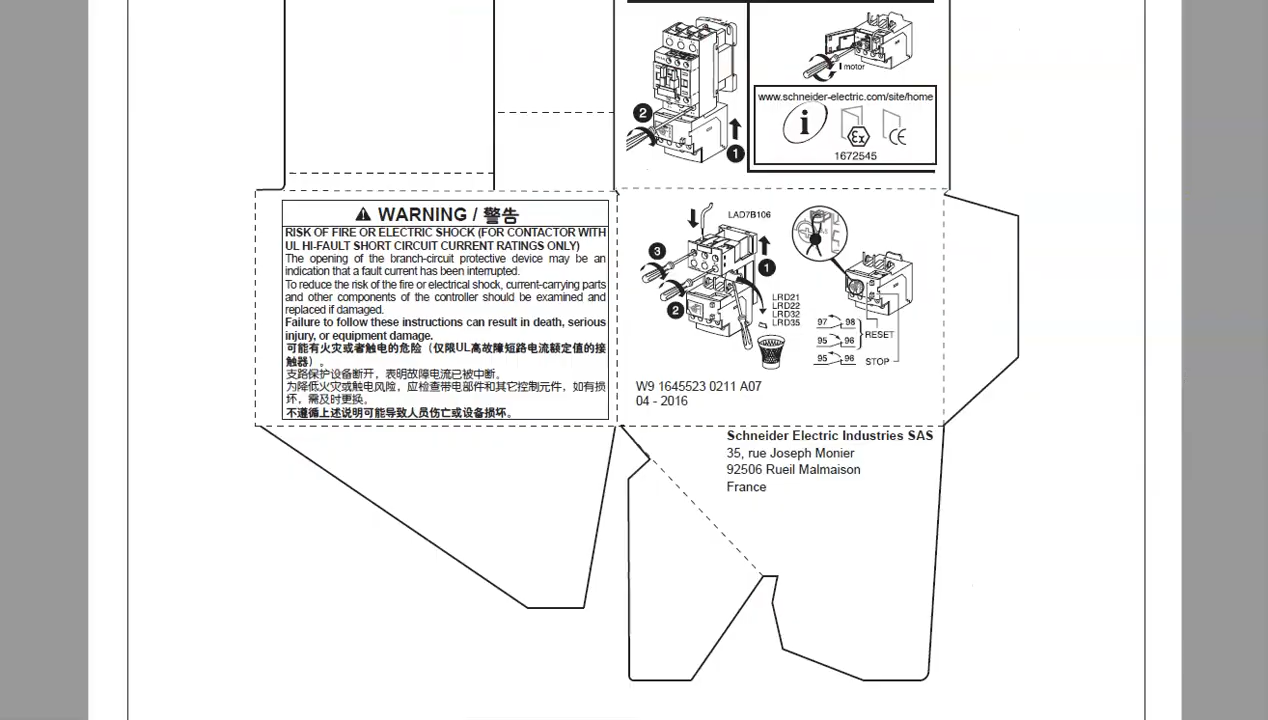 I motor
2
1
www.schneider-electric.com/site/home
i
Ex
CE
1672545
WARNING / 警告
RISK OF FIRE OR ELECTRIC SHOCK (FOR CONTACTOR WITH
UL HI-FAULT SHORT CIRCUIT CURRENT RATINGS ONLY)
The opening of the branch-circuit protective device may be an
indication that a fault current has been interrupted.
To reduce the risk of the fire or electrical shock, current-carrying parts
and other components of the controller should be examined and
replaced if damaged.
Failure to follow these instructions can result in death, serious
injury, or equipment damage.
可能有火灾或者触电的危险（仅限UL高故障短路电流额定值的接
触器）。
支路保护设备断开，表明故障电流已被中断。
为降低火灾或触电风险，应检查带电部件和其它控制元件，如有损
坏，需及时更换。
不遵循上述说明可能导致人员伤亡或设备损坏。
LAD7B106
3
1
2
LRD21
LRD22
LRD32
LRD35
97 98
95 96
RESET
95 96
STOP
W9 1645523 0211 A07
04 - 2016
Schneider Electric Industries SAS
35, rue Joseph Monier
92506 Rueil Malmaison
France